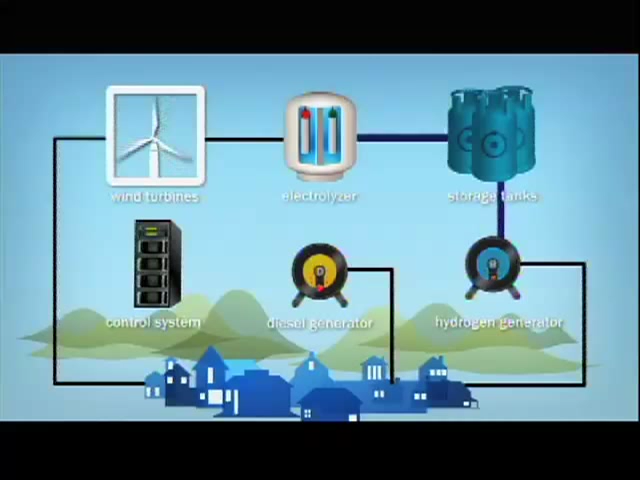 wind turbines
electrolyzer
storage tanks
control system
diesel generator
hydrogen generator
D
H